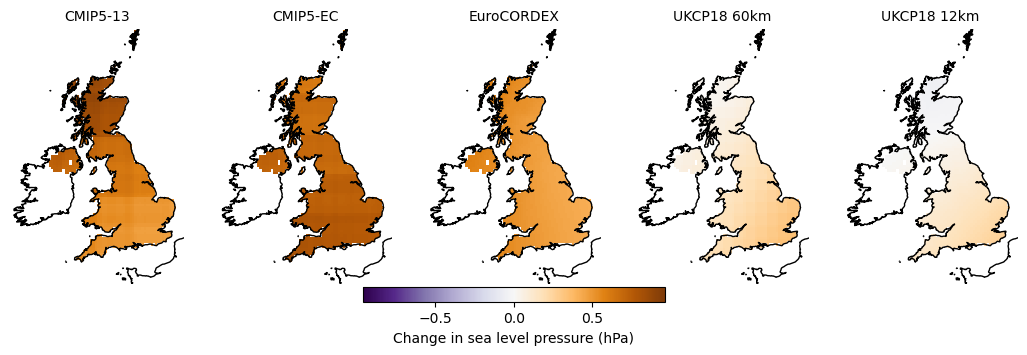 CMIP5-13 CMIP5-EC EuroCORDEX UKCP18 60km UKCP18 12km
−0.5 0.0 0.5
Change in sea level pressure (hPa)